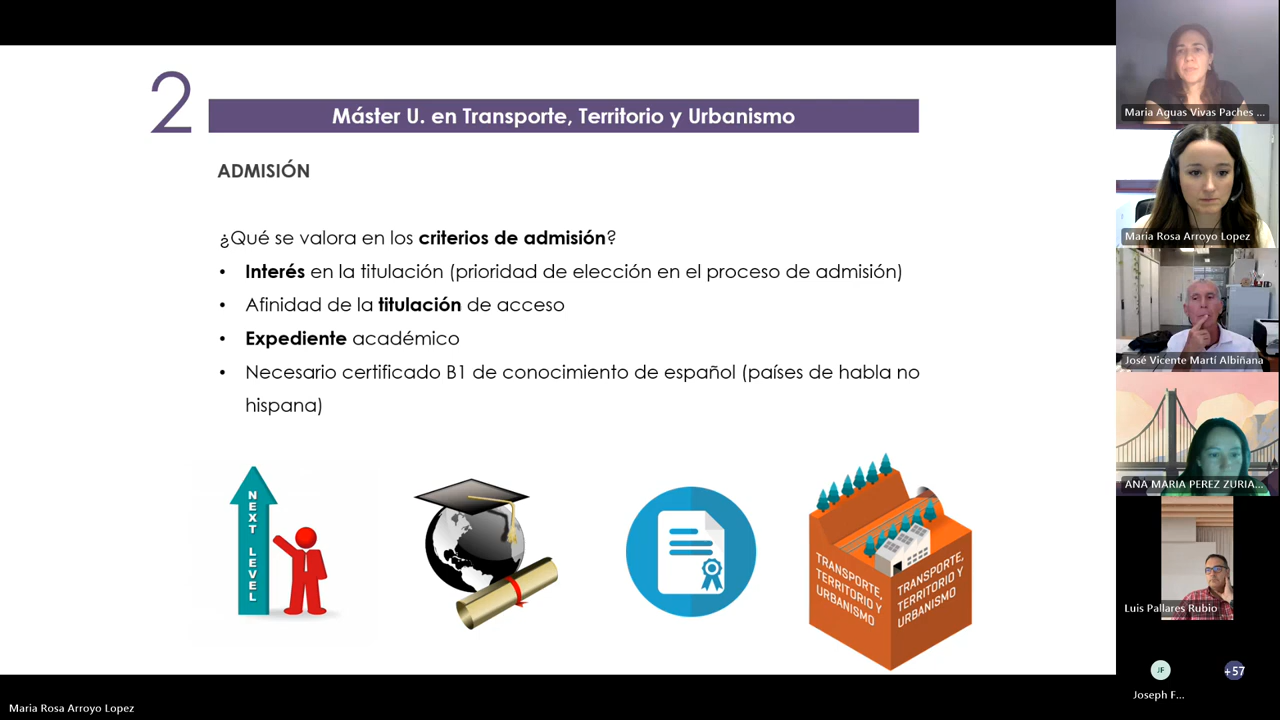 2
Máster U. en Transporte, Territorio y Urbanismo
ADMISIÓN
¿Qué se valora en los criterios de admisión?
• Interés en la titulación (prioridad de elección en el proceso de admisión)
• Afinidad de la titulación de acceso
• Expediente académico
• Necesario certificado B1 de conocimiento de español (países de habla no
hispana)
NEXT LEVEL
TRANSPORTE,
TERRITORIO Y
URBANISMO
TRANSPORTE,
TERRITORIO Y
URBANISMO
Maria Aguas Vivas Paches ...
Maria Rosa Arroyo Lopez
José Vicente Martí Albiñana
ANA MARIA PEREZ ZURIA...
Luis Pallares Rubio
JF
+57
Joseph F...
Maria Rosa Arroyo Lopez